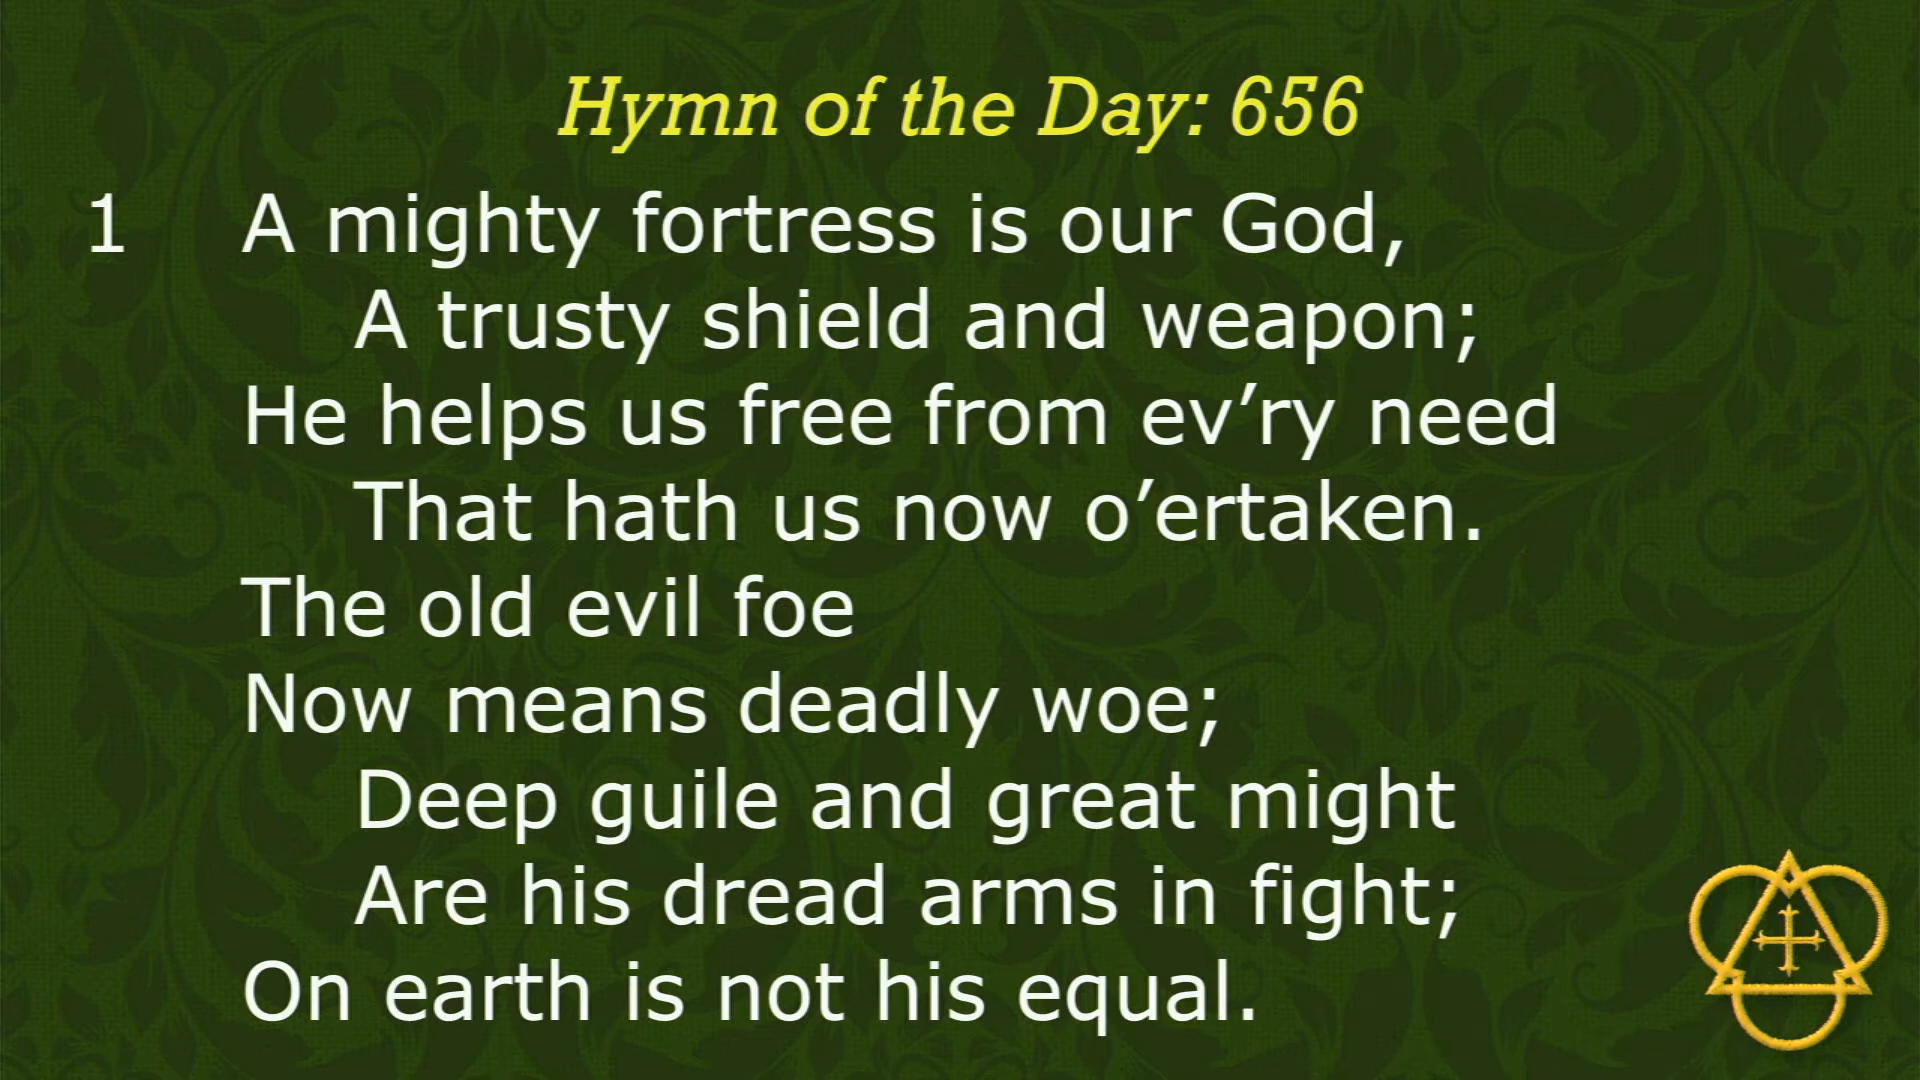 Hymn of the Day: 656
1 A mighty fortress is our God,
A trusty shield and weapon;
He helps us free from ev’ry need
That hath us now o’ertaken.
The old evil foe
Now means deadly woe;
Deep guile and great might
Are his dread arms in fight;
On earth is not his equal.